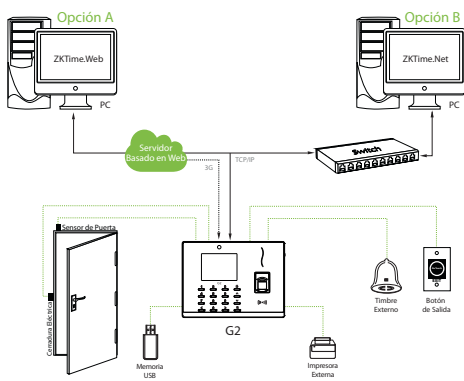 Opción A
Opción B
ZKTime.Web
ZKTime.Net
PC
PC
Servidor
Basado en Web
3G
TCP/IP
Switch
Sensor de Puerta
Cerradura Eléctrica
G2
Timbre
Externo
Botón
de Salida
Memoria
USB
Impresora
Externa